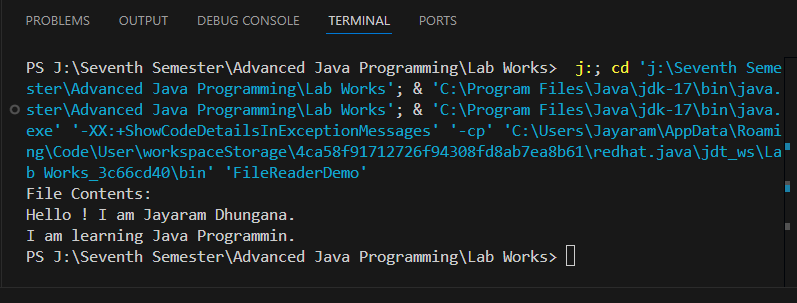 PROBLEMS OUTPUT DEBUG CONSOLE TERMINAL PORTS
PS J:\Seventh Semester\Advanced Java Programming\Lab Works>  j:; cd 'j:\Seventh Seme
ster\Advanced Java Programming\Lab Works'; & 'C:\Program Files\Java\jdk-17\bin\java.
ster\Advanced Java Programming\Lab Works'; & 'C:\Program Files\Java\jdk-17\bin\java.
exe' '-XX:+ShowCodeDetailsInExceptionMessages' '-cp' 'C:\Users\Jayaram\AppData\Roami
ng\Code\User\workspaceStorage\4ca58f91712726f94308fd8ab7ea8b61\redhat.java\jdt_ws\La
b Works_3c66cd40\bin' 'FileReaderDemo'
File Contents:
Hello ! I am Jayaram Dhungana.
I am learning Java Programmin.
PS J:\Seventh Semester\Advanced Java Programming\Lab Works>